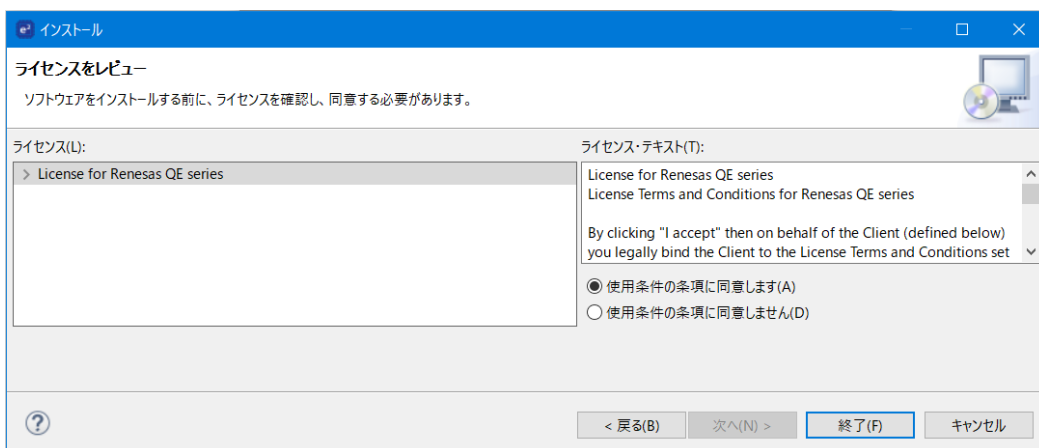 e² インストール
ライセンスをレビュー
ソフトウェアをインストールする前に、ライセンスを確認し、同意する必要があります。
ライセンス(L):
License for Renesas QE series
ライセンス・テキスト(T):
License for Renesas QE series
License Terms and Conditions for Renesas QE series
By clicking "I accept" then on behalf of the Client (defined below)
you legally bind the Client to the License Terms and Conditions set
使用条件の条項に同意します(A)
使用条件の条項に同意しません(D)
< 戻る(B)
次へ(N) >
終了(F)
キャンセル